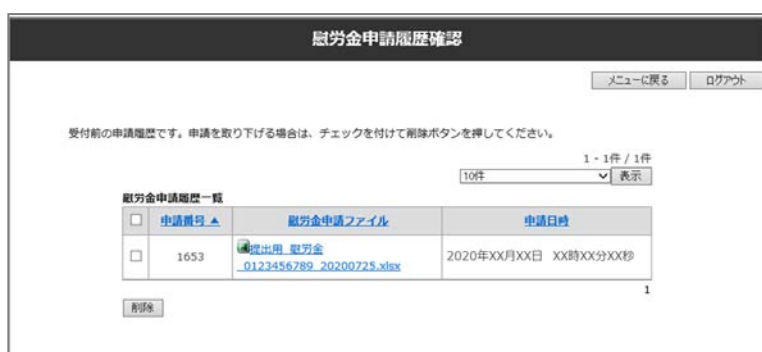 慰労金申請履歴確認
メニューに戻る ログアウト
受付前の申請履歴です。申請を取り下げる場合は、チェックを付けて削除ボタンを押してください。
1 - 1件 / 1件
10件 表示
慰労金申請履歴一覧
申請番号▲ 慰労金申請ファイル 申請日時
1653 提出用_慰労金 2020年XX月XX日 XX時XX分XX秒
_0123456789_20200725.xlsx
1
削除